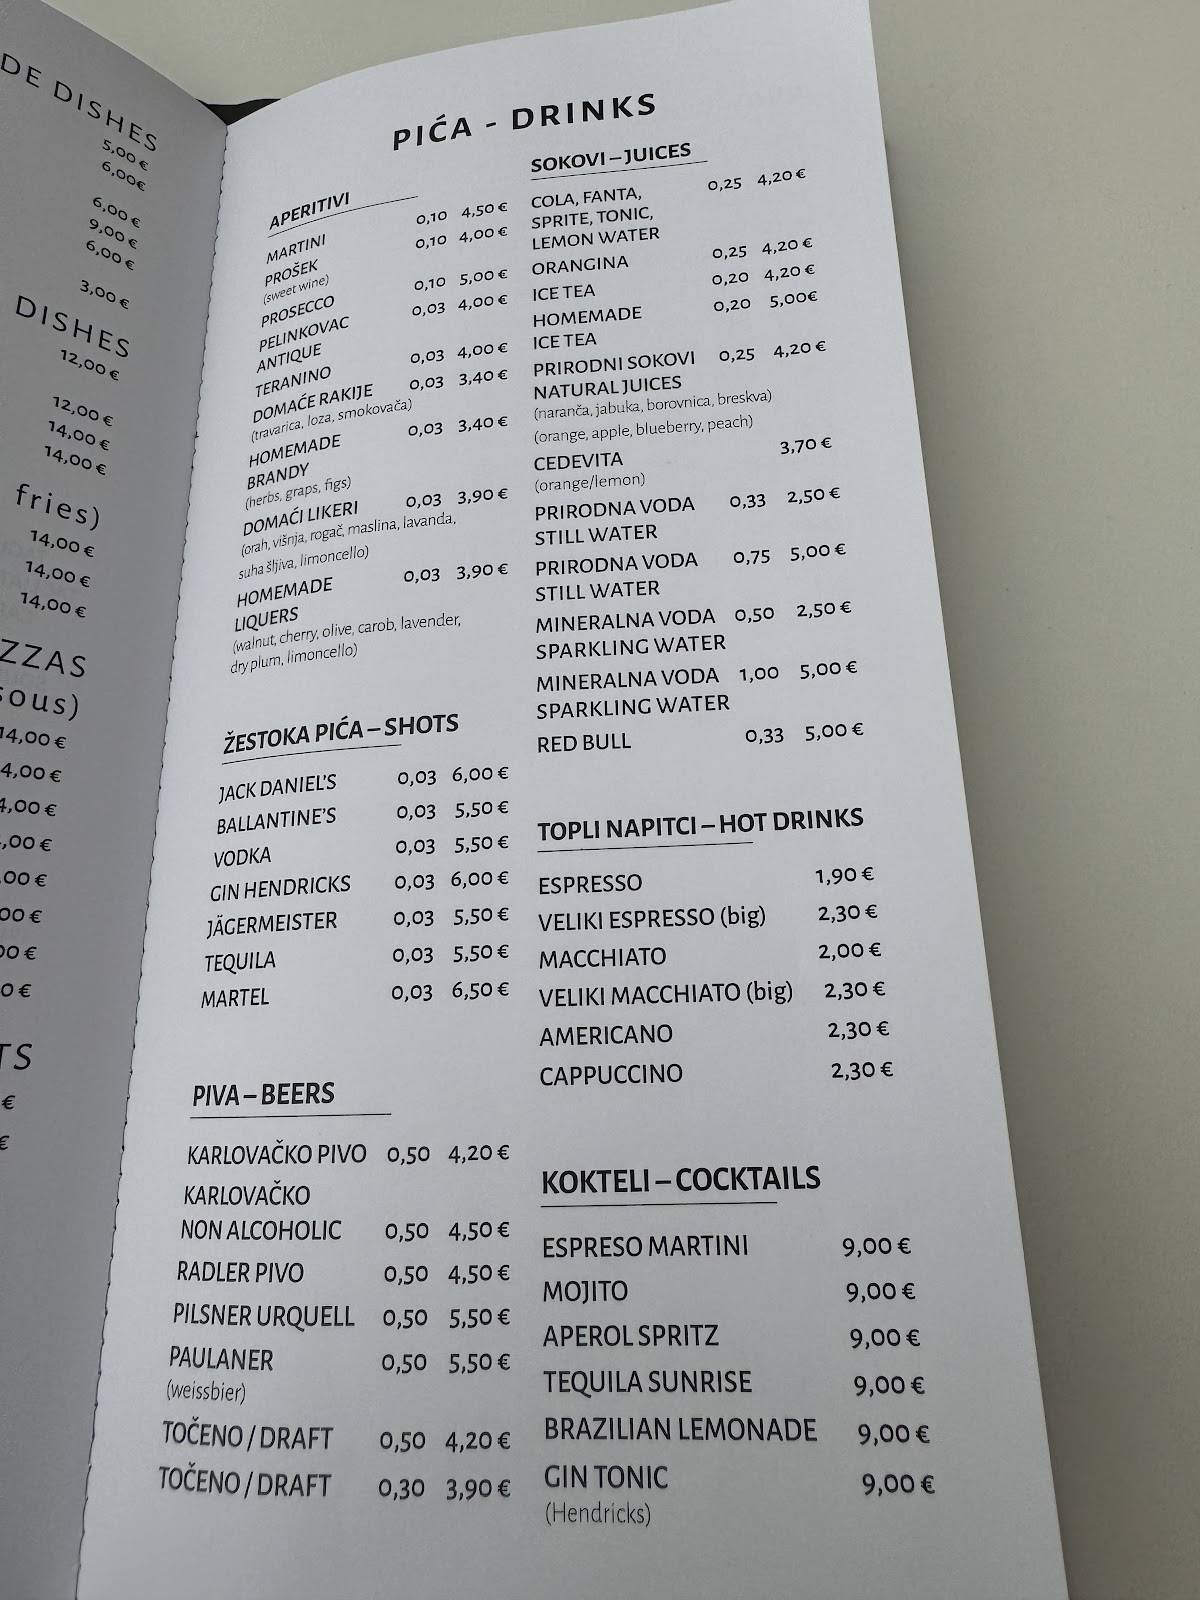 DE DISHES
5,00 €
6,00€
6,00 €
9,00 €
6,00 €
3,00 €
DISHES
12,00 €
12,00 €
14,00 €
14,00 €
fries)
14,00 €
14,00 €
14,00 €
ZZAS
sous)
14,00 €
4,00 €
4,00 €
,00 €
00 €
00 €
00 €
0 €
TS
€
€
PIĆA - DRINKS
APERITIVI
MARTINI 0,10 4,50 €
PROŠEK 0,10 4,00 €
(sweet wine)
PROSECCO 0,10 5,00 €
PELINKOVAC 0,03 4,00 €
ANTIQUE
TERANINO 0,03 4,00 €
DOMAĆE RAKIJE 0,03 3,40 €
(travarica, loza, smokovača)
HOMEMADE 0,03 3,40 €
BRANDY
(herbs, graps, figs)
DOMAĆI LIKERI 0,03 3,90 €
(orah, višnja, rogač, maslina, lavanda,
suha šljiva, limoncello)
HOMEMADE 0,03 3,90 €
LIQUERS
(walnut, cherry, olive, carob, lavender,
dry plum, limoncello)
ŽESTOKA PIĆA – SHOTS
JACK DANIEL'S 0,03 6,00 €
BALLANTINE'S 0,03 5,50 €
VODKA 0,03 5,50 €
GIN HENDRICKS 0,03 6,00 €
JÄGERMEISTER 0,03 5,50 €
TEQUILA 0,03 5,50 €
MARTEL 0,03 6,50 €
PIVA – BEERS
KARLOVAČKO PIVO 0,50 4,20 €
KARLOVAČKO
NON ALCOHOLIC 0,50 4,50 €
RADLER PIVO 0,50 4,50 €
PILSNER URQUELL 0,50 5,50 €
PAULANER 0,50 5,50 €
(weissbier)
TOČENO / DRAFT 0,50 4,20 €
TOČENO / DRAFT 0,30 3,90 €
SOKOVI – JUICES
COLA, FANTA, 0,25 4,20 €
SPRITE, TONIC,
LEMON WATER
ORANGINA 0,25 4,20 €
ICE TEA 0,20 4,20 €
HOMEMADE 0,20 5,00€
ICE TEA
PRIRODNI SOKOVI 0,25 4,20 €
NATURAL JUICES
(naranča, jabuka, borovnica, breskva)
(orange, apple, blueberry, peach)
CEDEVITA 3,70 €
(orange/lemon)
PRIRODNA VODA 0,33 2,50 €
STILL WATER
PRIRODNA VODA 0,75 5,00 €
STILL WATER
MINERALNA VODA 0,50 2,50 €
SPARKLING WATER
MINERALNA VODA 1,00 5,00 €
SPARKLING WATER
RED BULL 0,33 5,00 €
TOPLI NAPITCI – HOT DRINKS
ESPRESSO 1,90 €
VELIKI ESPRESSO (big) 2,30 €
MACCHIATO 2,00 €
VELIKI MACCHIATO (big) 2,30 €
AMERICANO 2,30 €
CAPPUCCINO 2,30 €
KOKTELI – COCKTAILS
ESPRESO MARTINI 9,00 €
MOJITO 9,00 €
APEROL SPRITZ 9,00 €
TEQUILA SUNRISE 9,00 €
BRAZILIAN LEMONADE 9,00 €
GIN TONIC 9,00 €
(Hendricks)